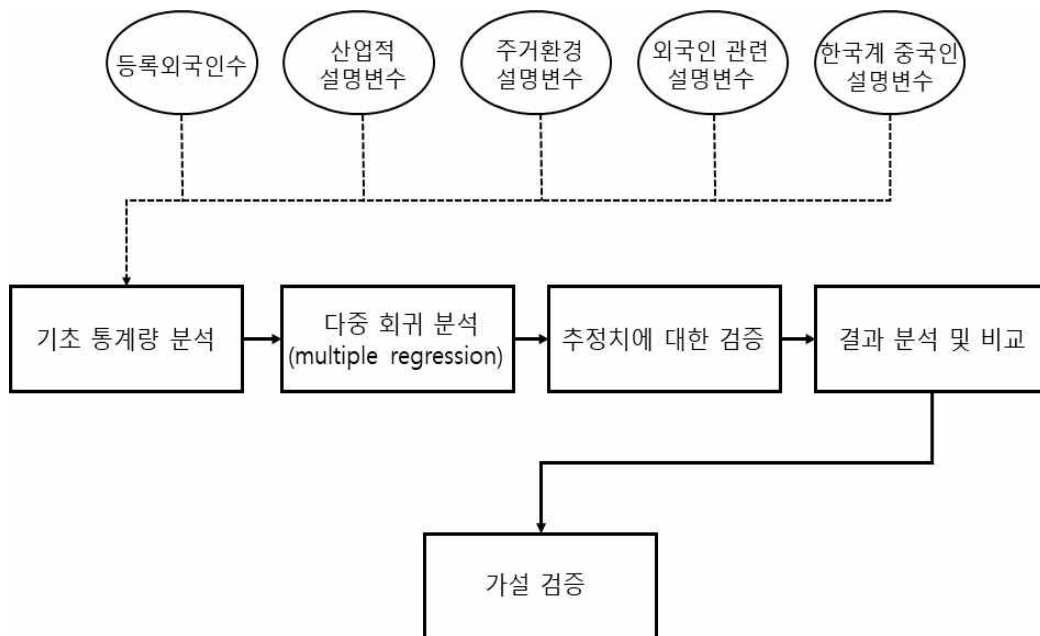 등록외국인수
산업적
설명변수
주거환경
설명변수
외국인 관련
설명변수
한국계 중국인
설명변수
기초 통계량 분석
다중 회귀 분석
(multiple regression)
추정치에 대한 검증
결과 분석 및 비교
가설 검증